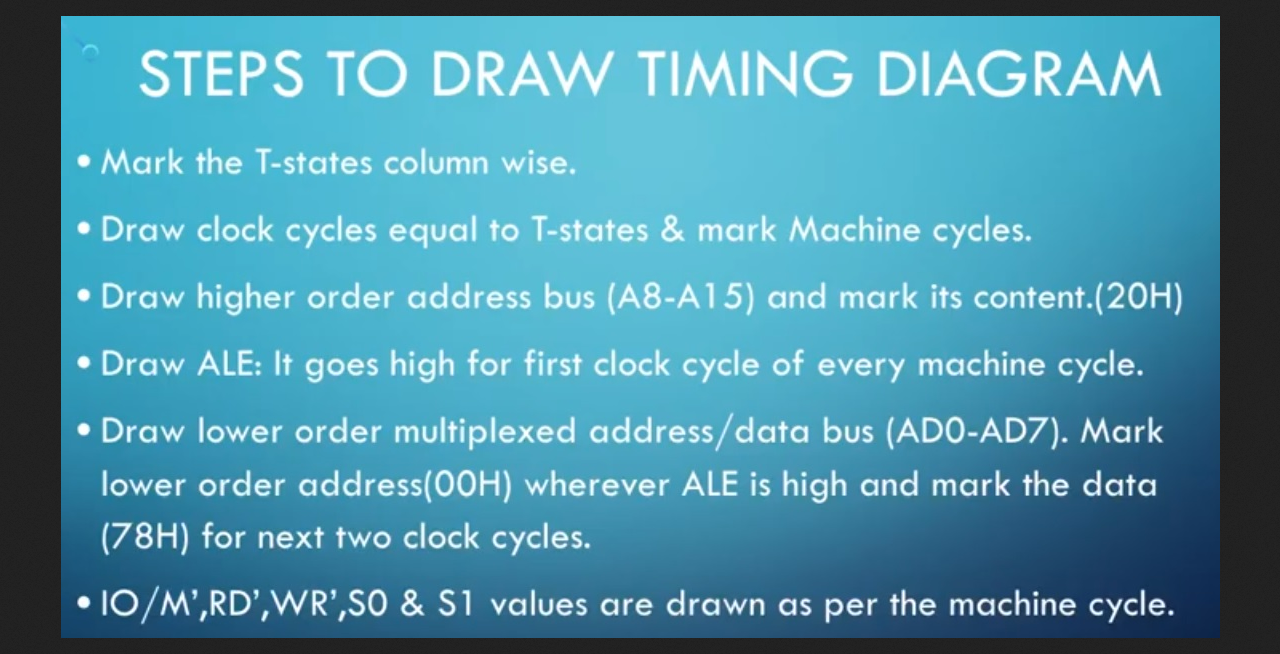 STEPS TO DRAW TIMING DIAGRAM
• Mark the T-states column wise.
• Draw clock cycles equal to T-states & mark Machine cycles.
• Draw higher order address bus (A8-A15) and mark its content.(20H)
• Draw ALE: It goes high for first clock cycle of every machine cycle.
• Draw lower order multiplexed address/data bus (AD0-AD7). Mark
lower order address(00H) wherever ALE is high and mark the data
(78H) for next two clock cycles.
• IO/M’,RD’,WR’,S0 & S1 values are drawn as per the machine cycle.